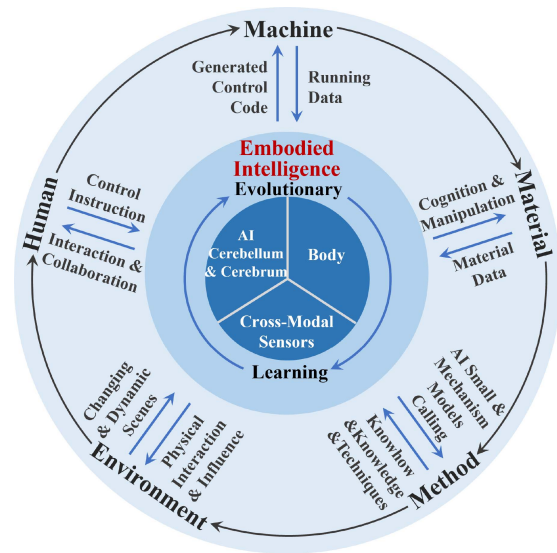 Machine
Generated
Control
Code
Running
Data
Embodied
Intelligence
Evolutionary
AI
Cerebellum
& Cerebrum
Body
Cross-Modal
Sensors
Learning
Human
Control
Instruction
Interaction &
Collaboration
Cognition &
Manipulation
Material
Data
Material
Changing
& Dynamic
Scenes
Physical
Interaction
& Influence
Environment
AI Small &
Mechanism
Models
Calling
Knowhow
&Knowledge
&Techniques
Method